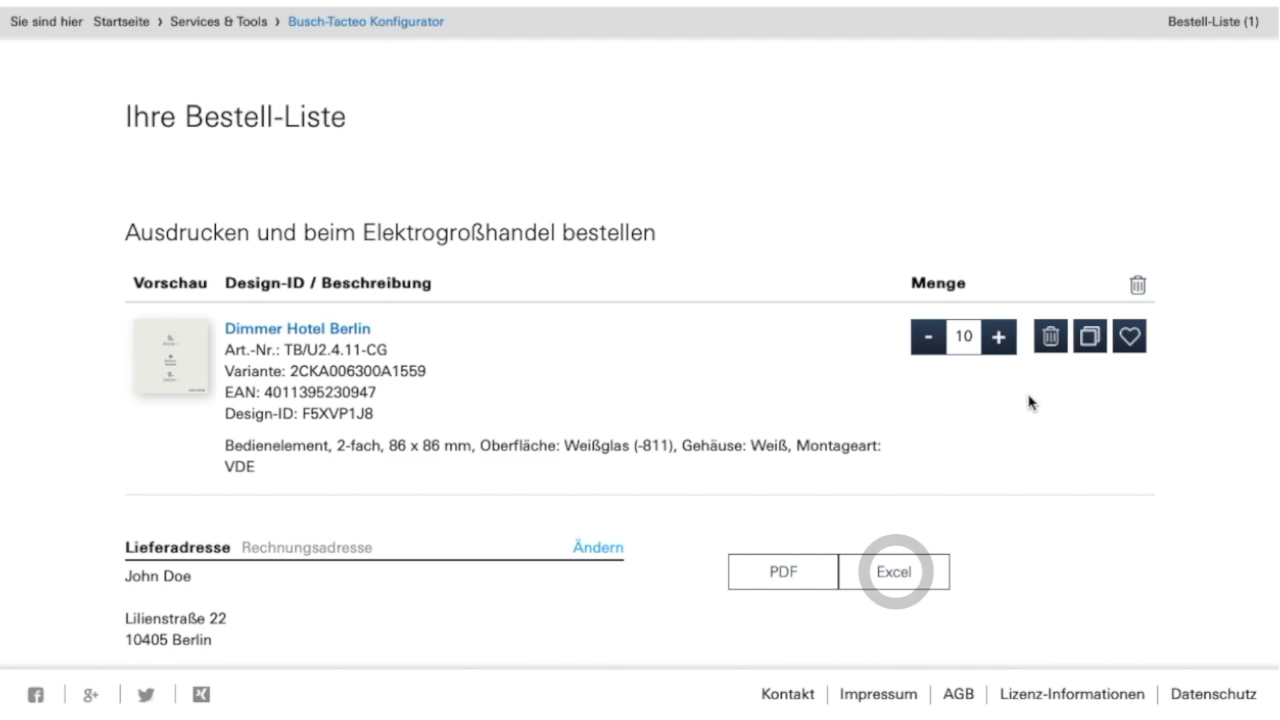 Sie sind hier Startseite › Services & Tools › Busch-Tacteo Konfigurator
Bestell-Liste (1)
Ihre Bestell-Liste
Ausdrucken und beim Elektrogroßhandel bestellen
Vorschau Design-ID / Beschreibung Menge
Dimmer Hotel Berlin
Art.-Nr.: TB/U2.4.11-CG
Variante: 2CKA006300A1559
EAN: 4011395230947
Design-ID: F5XVP1J8
Bedienelement, 2-fach, 86 x 86 mm, Oberfläche: Weißglas (-811), Gehäuse: Weiß, Montageart:
VDE
- 10 +
Lieferadresse Rechnungsadresse Ändern
John Doe
Lilienstraße 22
10405 Berlin
PDF Excel
Kontakt | Impressum | AGB | Lizenz-Informationen | Datenschutz